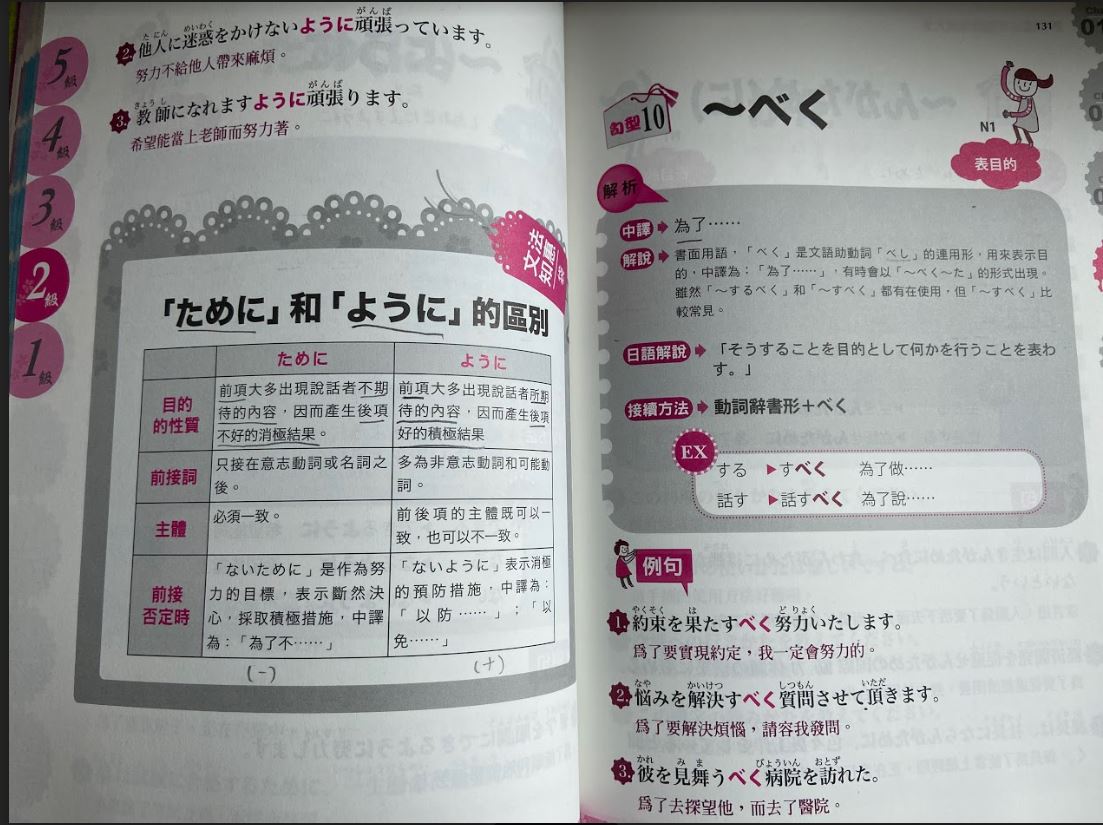 5級
4級
3級
2級
1級
2. 他人に迷惑をかけないように頑張っています。
努力不給他人帶來麻煩。
3. 教師になれますように頑張ります。
希望能當上老師而努力著。
文法
「ために」和「ように」的區別
ために ように
目的的性質
前項大多出現說話者不期待的內容，因而產生後項不好的消極結果。
前項大多出現說話者所期待的內容，因而產生後項好的積極結果
前接詞
只接在意志動詞或名詞之後。
多為非意志動詞和可能動詞。
主體
必須一致。
前後項的主體既可以一致，也可以不一致。
前接否定時
「ないために」是作為努力的目標，表示斷然決心，採取積極措施，中譯為：「為了不……」
「ないように」表示消極的預防措施，中譯為：「以防……」；「以免……」
(-) (+)
131
句型10
～べく
N1
表目的
解析
中譯 為了……
解說 書面用語，「べく」是文語助動詞「べし」的連用形，用來表示目
的，中譯為：「為了……」，有時會以「～べく～た」的形式出現。
雖然「～するべく」和「～すべく」都有在使用，但「～すべく」比
較常見。
日語解說 「そうすることを目的として何かを行うことを表わ
す。」
接續方法 動詞辭書形＋べく
EX
する ▶すべく 為了做……
話す ▶話すべく 為了說……
例句
1. 約束を果たすべく努力いたします。
爲了要實現約定，我一定會努力的。
2. 悩みを解決すべく質問させて頂きます。
爲了要解決煩惱，請容我發問。
3. 彼を見舞うべく病院を訪れた。
爲了去探望他，而去了醫院。